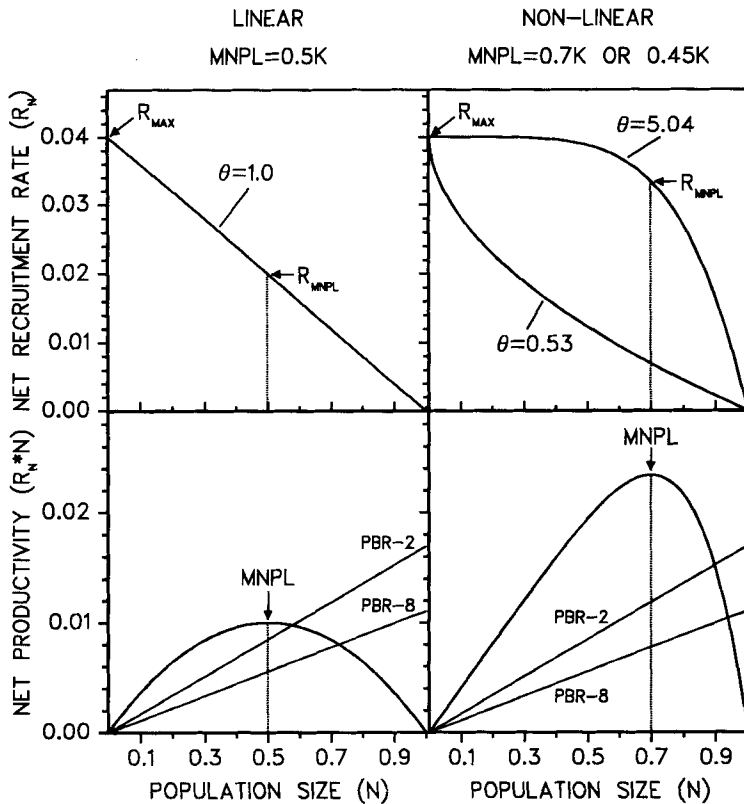 LINEAR
MNPL=0.5K
NON-LINEAR
MNPL=0.7K OR 0.45K
NET RECRUITMENT RATE (R_N)
0.04
0.03
0.02
0.01
0.00
R_MAX
θ=1.0
R_MNPL
R_MAX
θ=5.04
R_MNPL
θ=0.53
NET PRODUCTIVITY (R_N*N)
0.02
0.01
0.00
PBR-2
MNPL
PBR-8
MNPL
PBR-2
PBR-8
0.1 0.3 0.5 0.7 0.9
0.1 0.3 0.5 0.7 0.9
POPULATION SIZE (N)
POPULATION SIZE (N)